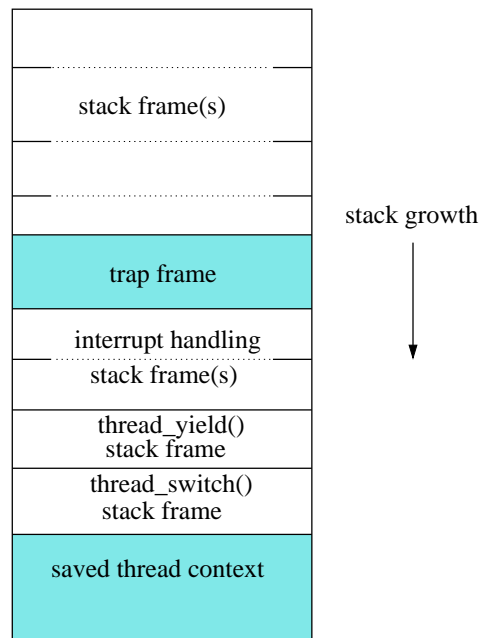 stack frame(s)
stack growth
trap frame
interrupt handling
stack frame(s)
thread_yield()
stack frame
thread_switch()
stack frame
saved thread context